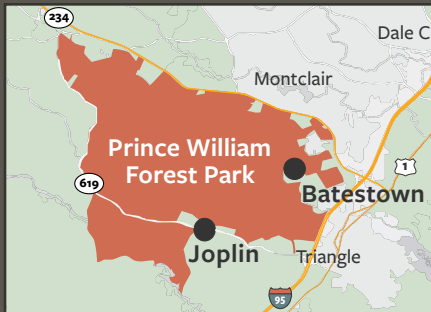 234
Dale C
Montclair
Prince William
Forest Park
1
619
Batestown
Joplin
Triangle
95